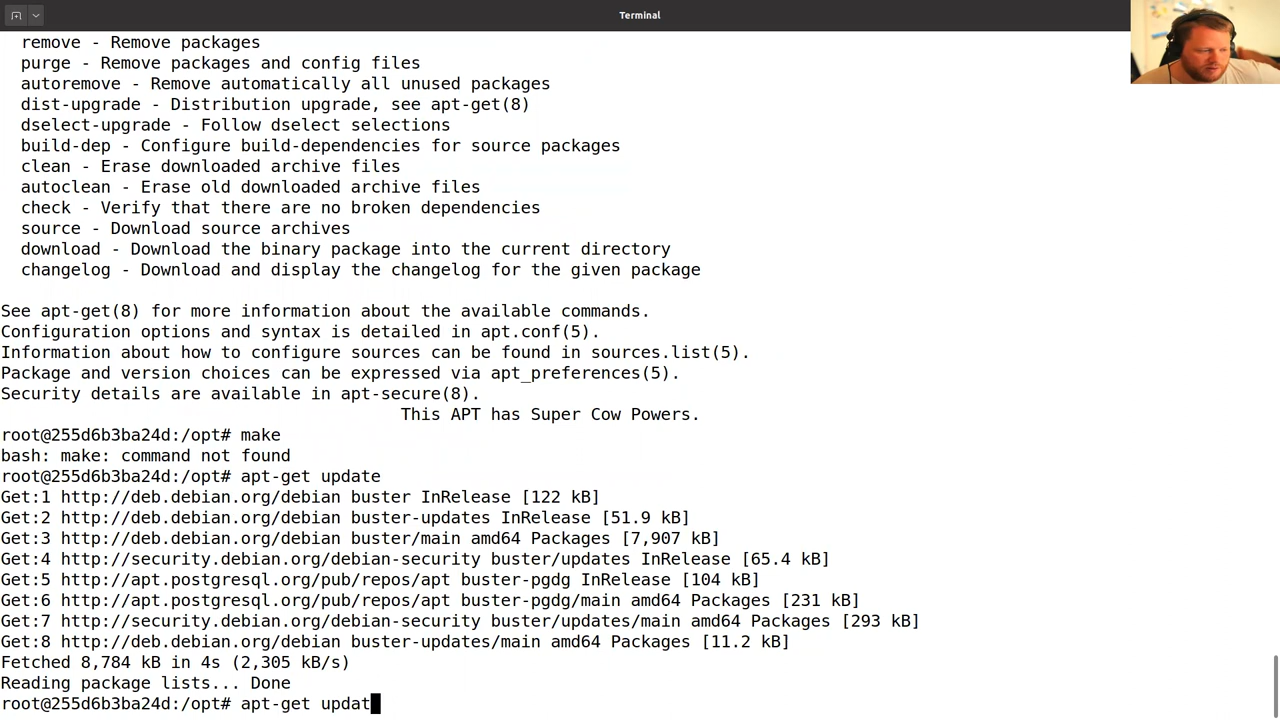 Terminal
remove - Remove packages
purge - Remove packages and config files
autoremove - Remove automatically all unused packages
dist-upgrade - Distribution upgrade, see apt-get(8)
dselect-upgrade - Follow dselect selections
build-dep - Configure build-dependencies for source packages
clean - Erase downloaded archive files
autoclean - Erase old downloaded archive files
check - Verify that there are no broken dependencies
source - Download source archives
download - Download the binary package into the current directory
changelog - Download and display the changelog for the given package
See apt-get(8) for more information about the available commands.
Configuration options and syntax is detailed in apt.conf(5).
Information about how to configure sources can be found in sources.list(5).
Package and version choices can be expressed via apt_preferences(5).
Security details are available in apt-secure(8).
This APT has Super Cow Powers.
root@255d6b3ba24d:/opt# make
bash: make: command not found
root@255d6b3ba24d:/opt# apt-get update
Get:1 http://deb.debian.org/debian buster InRelease [122 kB]
Get:2 http://deb.debian.org/debian buster-updates InRelease [51.9 kB]
Get:3 http://deb.debian.org/debian buster/main amd64 Packages [7,907 kB]
Get:4 http://security.debian.org/debian-security buster/updates InRelease [65.4 kB]
Get:5 http://apt.postgresql.org/pub/repos/apt buster-pgdg InRelease [104 kB]
Get:6 http://apt.postgresql.org/pub/repos/apt buster-pgdg/main amd64 Packages [231 kB]
Get:7 http://security.debian.org/debian-security buster/updates/main amd64 Packages [293 kB]
Get:8 http://deb.debian.org/debian buster-updates/main amd64 Packages [11.2 kB]
Fetched 8,784 kB in 4s (2,305 kB/s)
Reading package lists... Done
root@255d6b3ba24d:/opt# apt-get updat